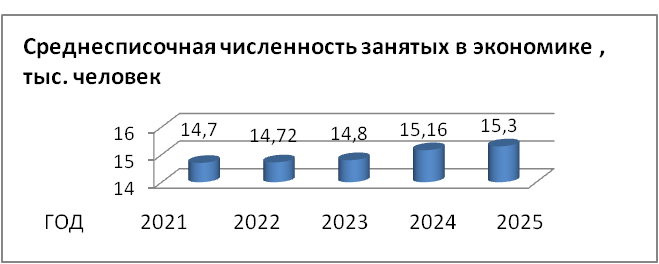 Среднесписочная численность занятых в экономике ,
тыс. человек
14,7 14,72 14,8 15,16 15,3
16
15
14
ГОД 2021 2022 2023 2024 2025